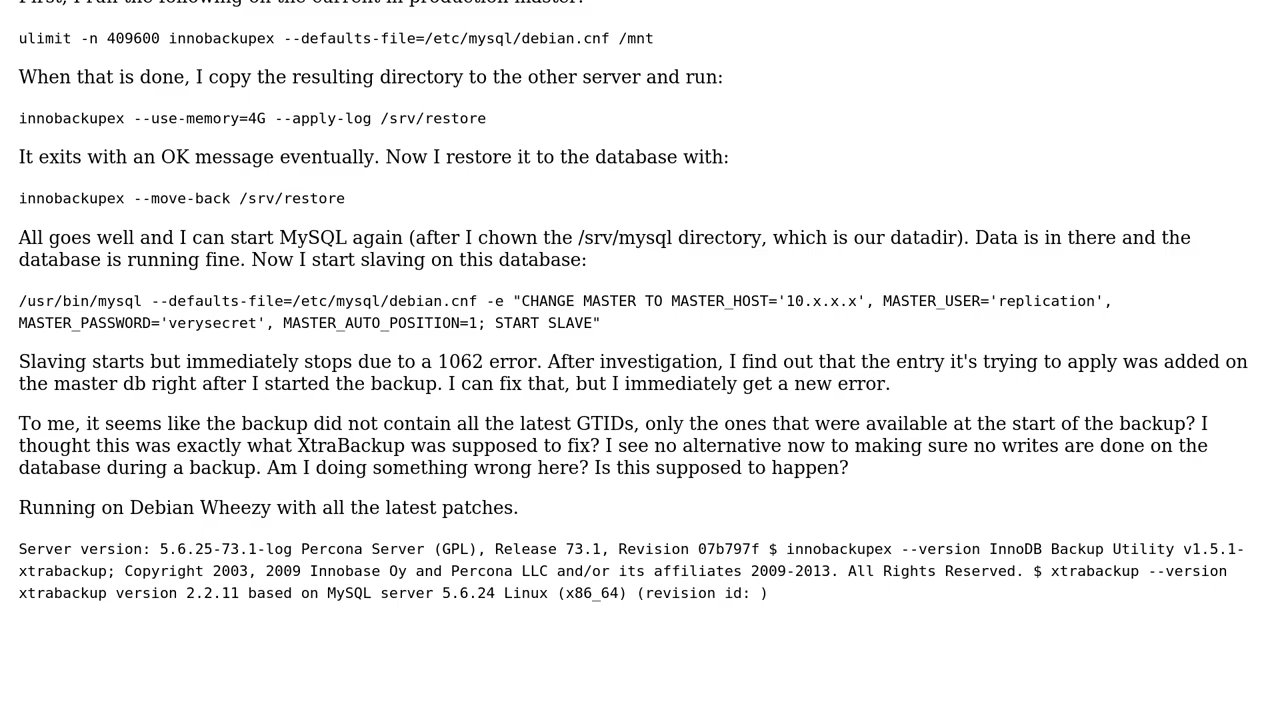 First, I ran the following on the current in production master:
ulimit -n 409600 innobackupex --defaults-file=/etc/mysql/debian.cnf /mnt
When that is done, I copy the resulting directory to the other server and run:
innobackupex --use-memory=4G --apply-log /srv/restore
It exits with an OK message eventually. Now I restore it to the database with:
innobackupex --move-back /srv/restore
All goes well and I can start MySQL again (after I chown the /srv/mysql directory, which is our datadir). Data is in there and the
database is running fine. Now I start slaving on this database:
/usr/bin/mysql --defaults-file=/etc/mysql/debian.cnf -e "CHANGE MASTER TO MASTER_HOST='10.x.x.x', MASTER_USER='replication',
MASTER_PASSWORD='verysecret', MASTER_AUTO_POSITION=1; START SLAVE"
Slaving starts but immediately stops due to a 1062 error. After investigation, I find out that the entry it's trying to apply was added on
the master db right after I started the backup. I can fix that, but I immediately get a new error.
To me, it seems like the backup did not contain all the latest GTIDs, only the ones that were available at the start of the backup? I
thought this was exactly what XtraBackup was supposed to fix? I see no alternative now to making sure no writes are done on the
database during a backup. Am I doing something wrong here? Is this supposed to happen?
Running on Debian Wheezy with all the latest patches.
Server version: 5.6.25-73.1-log Percona Server (GPL), Release 73.1, Revision 07b797f $ innobackupex --version InnoDB Backup Utility v1.5.1-
xtrabackup; Copyright 2003, 2009 Innobase Oy and Percona LLC and/or its affiliates 2009-2013. All Rights Reserved. $ xtrabackup --version
xtrabackup version 2.2.11 based on MySQL server 5.6.24 Linux (x86_64) (revision id: )